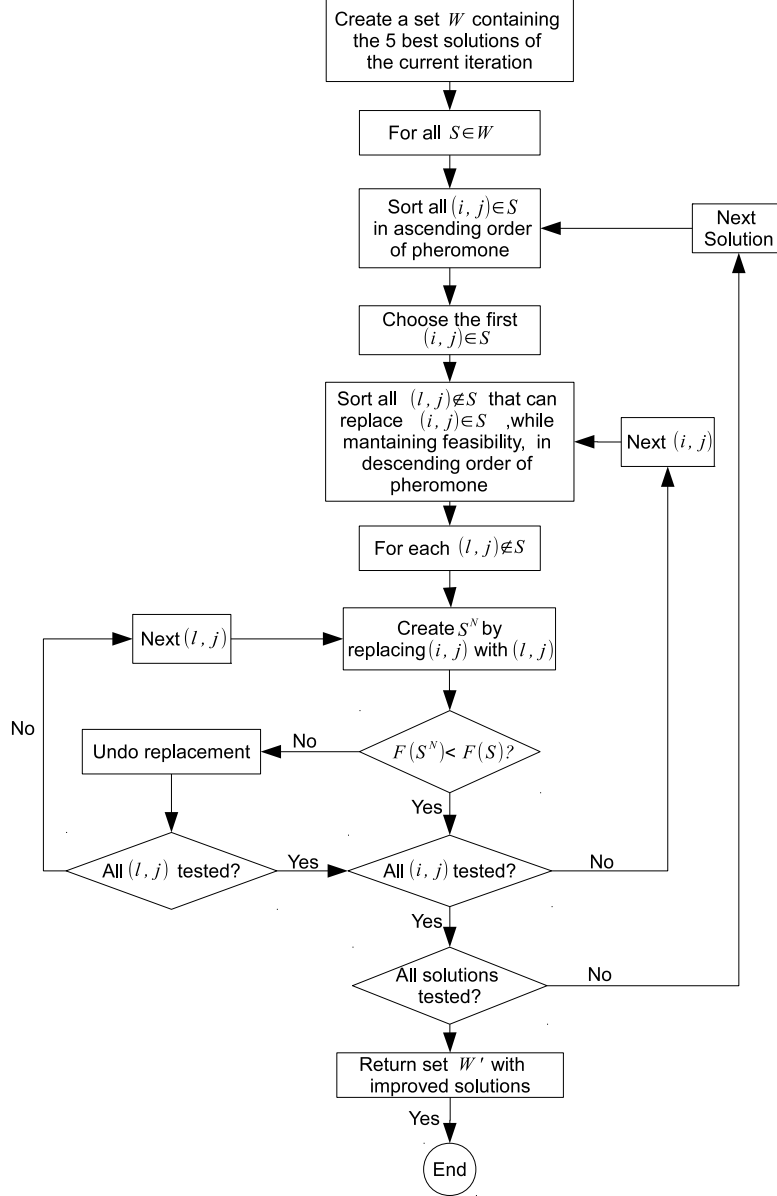 Create a set W containing
the 5 best solutions of
the current iteration
For all S∈W
Sort all (i, j)∈S
in ascending order
of pheromone
Next
Solution
Choose the first
(i, j)∈S
Sort all (l, j)∉S that can
replace (i, j)∈S ,while
mantaining feasibility, in
descending order of
pheromone
Next (i, j)
For each (l, j)∉S
Next (l, j)
Create S^N by
replacing (i, j) with (l, j)
No
Undo replacement
No
F(S^N)< F(S)?
Yes
All (l, j) tested?
Yes
All (i, j) tested?
No
Yes
All solutions
tested?
No
Return set W' with
improved solutions
Yes
End